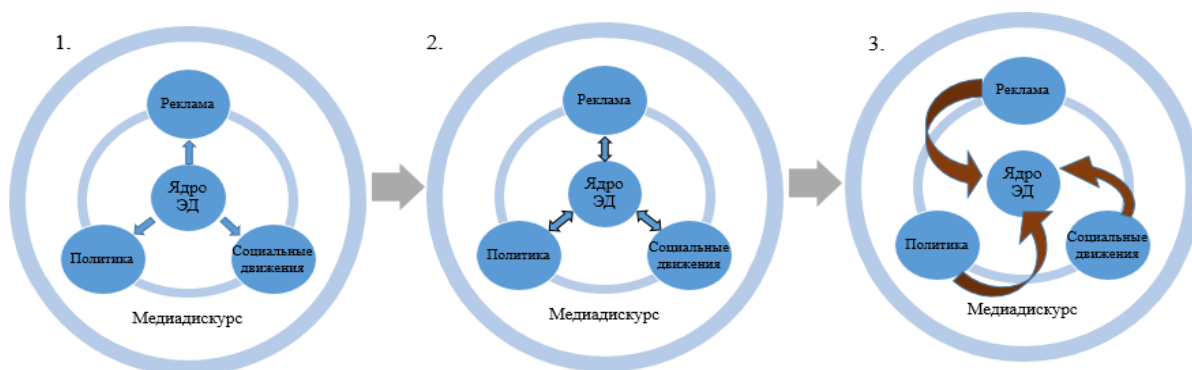 1.
Реклама
Ядро
ЭД
Политика
Социальные
движения
Медиадискурс
2.
Реклама
Ядро
ЭД
Политика
Социальные
движения
Медиадискурс
3.
Реклама
Ядро
ЭД
Политика
Социальные
движения
Медиадискурс